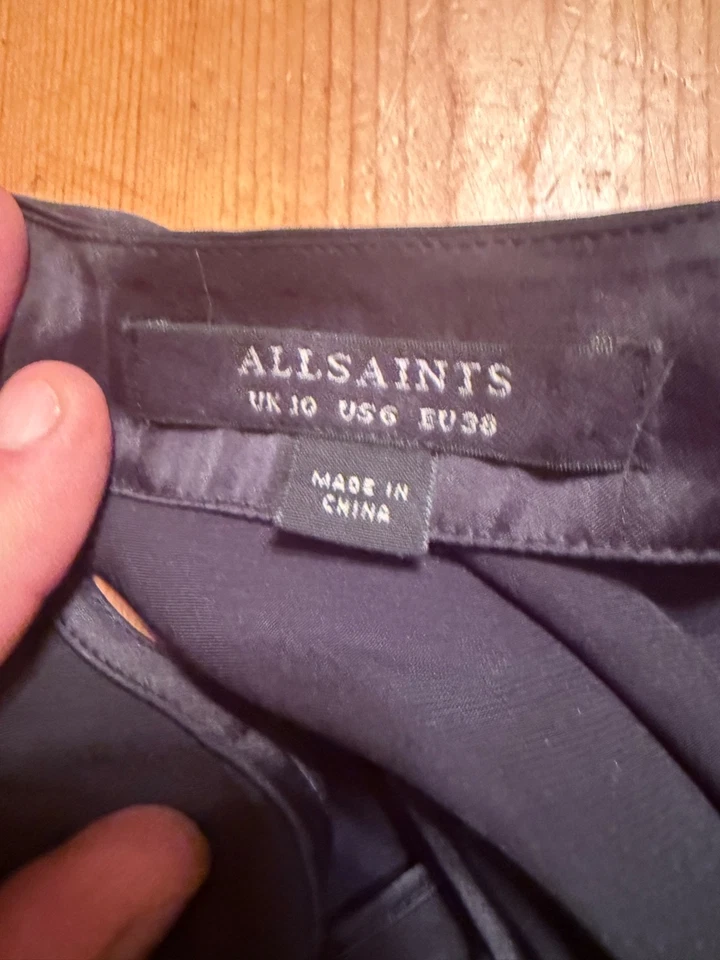 ALLSAINTS
UK 10 US 6 EU 38
MADE IN
CHINA